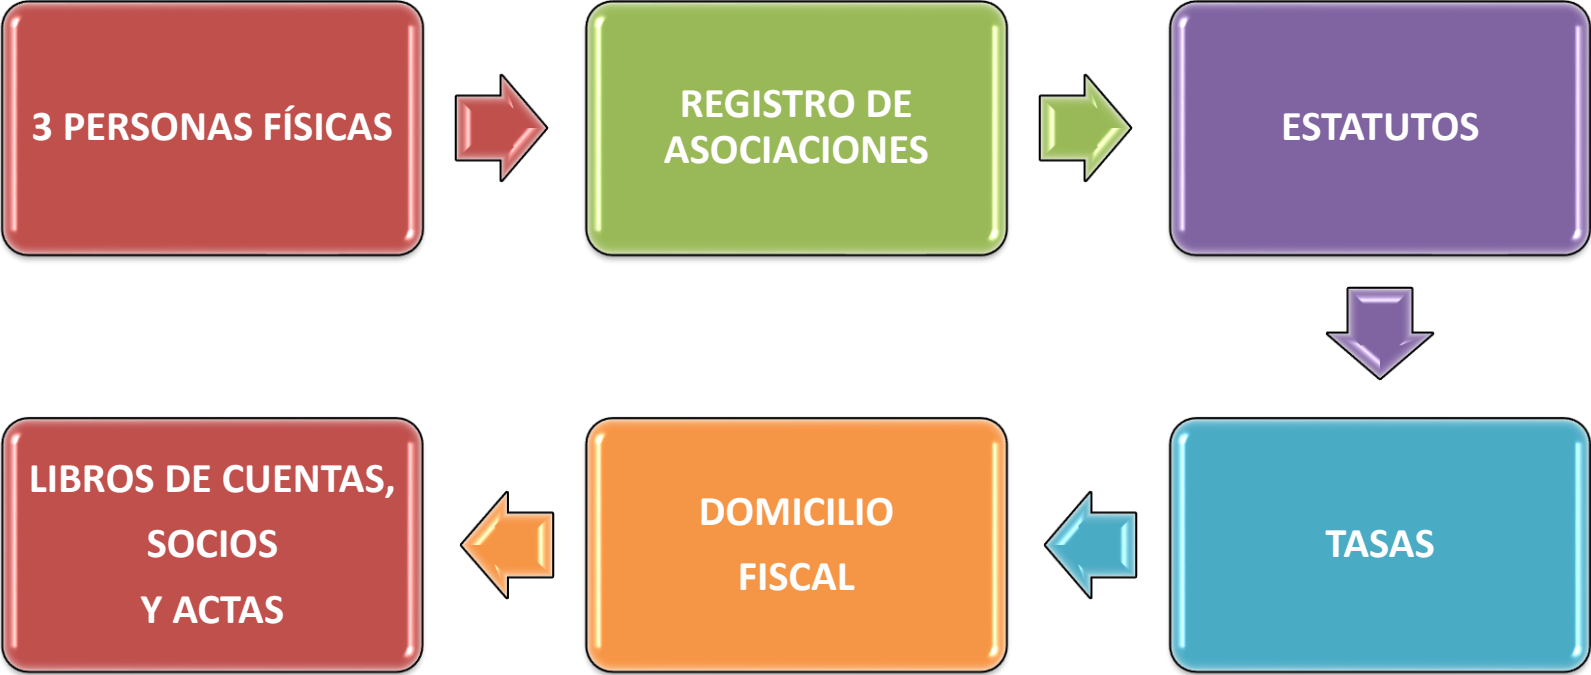 3 PERSONAS FÍSICAS
REGISTRO DE
ASOCIACIONES
ESTATUTOS
TASAS
DOMICILIO
FISCAL
LIBROS DE CUENTAS,
SOCIOS
Y ACTAS